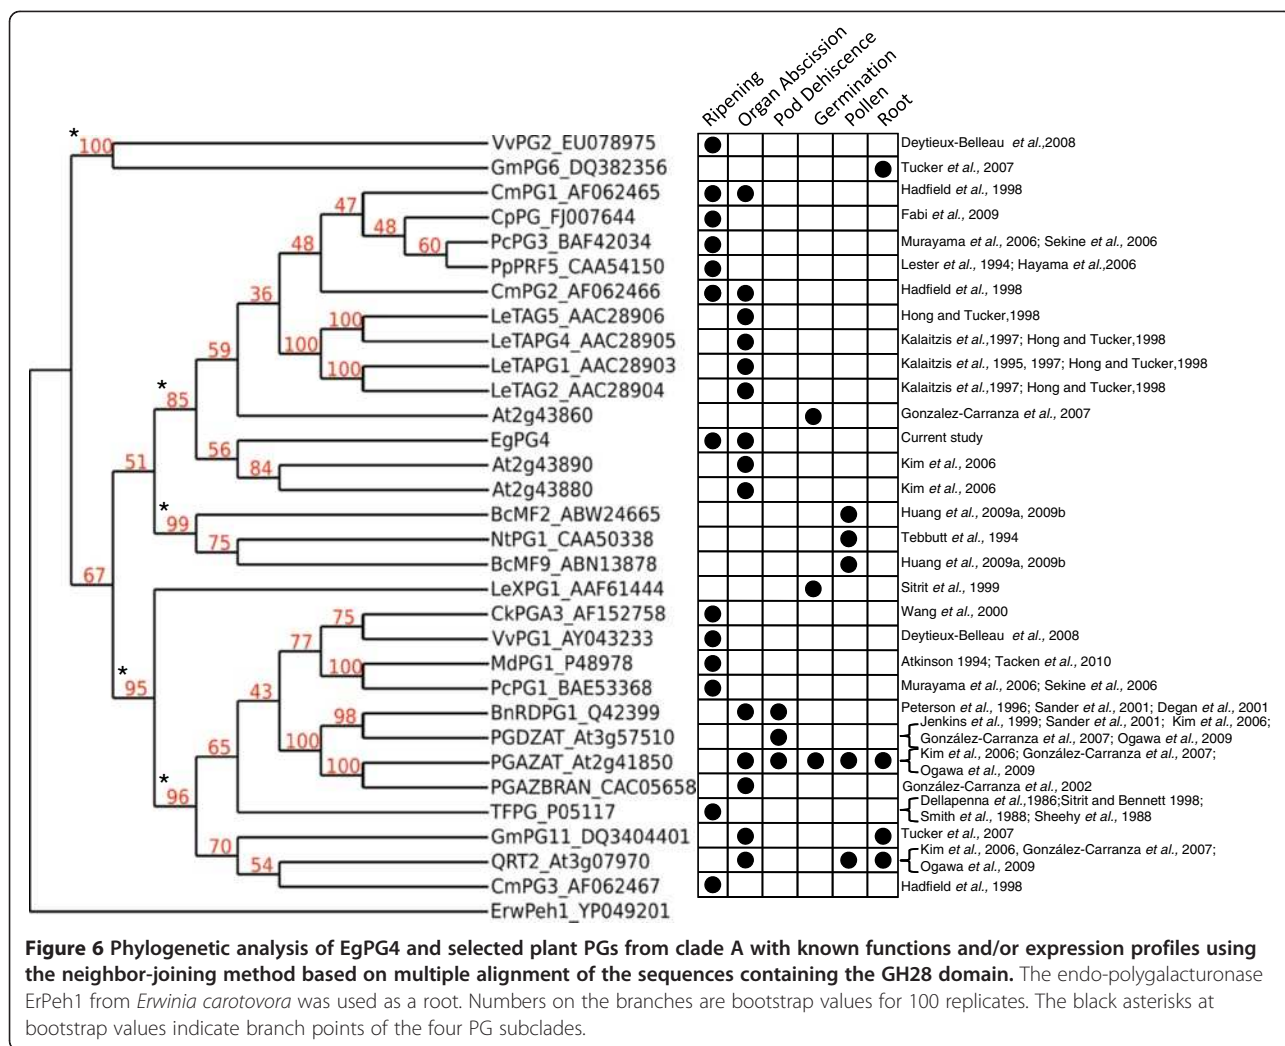 Ripening
Organ Abscission
Pod Dehiscence
Germination
Pollen
Root
*
100
VvPG2_EU078975
Deytieux-Belleau et al.,2008
GmPG6_DQ382356
Tucker et al., 2007
47
CmPG1_AF062465
Hadfield et al., 1998
48
CpPG_FJ007644
Fabi et al., 2009
48
60
PcPG3_BAF42034
Murayama et al., 2006; Sekine et al., 2006
PpPRF5_CAA54150
Lester et al., 1994; Hayama et al.,2006
36
CmPG2_AF062466
Hadfield et al., 1998
100
LeTAG5_AAC28906
Hong and Tucker,1998
59
100
LeTAPG4_AAC28905
Kalaitzis et al.,1997; Hong and Tucker,1998
100
LeTAPG1_AAC28903
Kalaitzis et al., 1995, 1997; Hong and Tucker,1998
*
85
LeTAG2_AAC28904
Kalaitzis et al.,1997; Hong and Tucker,1998
At2g43860
Gonzalez-Carranza et al., 2007
56
EgPG4
Current study
51
84
At2g43890
Kim et al., 2006
At2g43880
Kim et al., 2006
*
99
BcMF2_ABW24665
Huang et al., 2009a, 2009b
75
NtPG1_CAA50338
Tebbutt et al., 1994
BcMF9_ABN13878
Huang et al., 2009a, 2009b
67
LeXPG1_AAF61444
Sitrit et al., 1999
75
CkPGA3_AF152758
Wang et al., 2000
77
VvPG1_AY043233
Deytieux-Belleau et al., 2008
100
MdPG1_P48978
Atkinson 1994; Tacken et al., 2010
*
95
43
PcPG1_BAE53368
Murayama et al., 2006; Sekine et al., 2006
98
BnRDPG1_Q42399
Peterson et al., 1996; Sander et al., 2001; Degan et al., 2001
65
100
PGDZAT_At3g57510
Jenkins et al., 1999; Sander et al., 2001; Kim et al., 2006;
González-Carranza et al., 2007; Ogawa et al., 2009
100
PGAZAT_At2g41850
Kim et al., 2006; González-Carranza et al., 2007;
Ogawa et al., 2009
*
96
PGAZBRAN_CAC05658
González-Carranza et al., 2002
TFPG_P05117
Dellapenna et al.,1986;Sitrit and Bennett 1998;
Smith et al., 1988; Sheehy et al., 1988
70
GmPG11_DQ3404401
Tucker et al., 2007
54
QRT2_At3g07970
Kim et al., 2006, González-Carranza et al., 2007;
Ogawa et al., 2009
CmPG3_AF062467
Hadfield et al., 1998
ErwPeh1_YP049201
Figure 6 Phylogenetic analysis of EgPG4 and selected plant PGs from clade A with known functions and/or expression profiles using
the neighbor-joining method based on multiple alignment of the sequences containing the GH28 domain. The endo-polygalacturonase
ErPeh1 from Erwinia carotovora was used as a root. Numbers on the branches are bootstrap values for 100 replicates. The black asterisks at
bootstrap values indicate branch points of the four PG subclades.